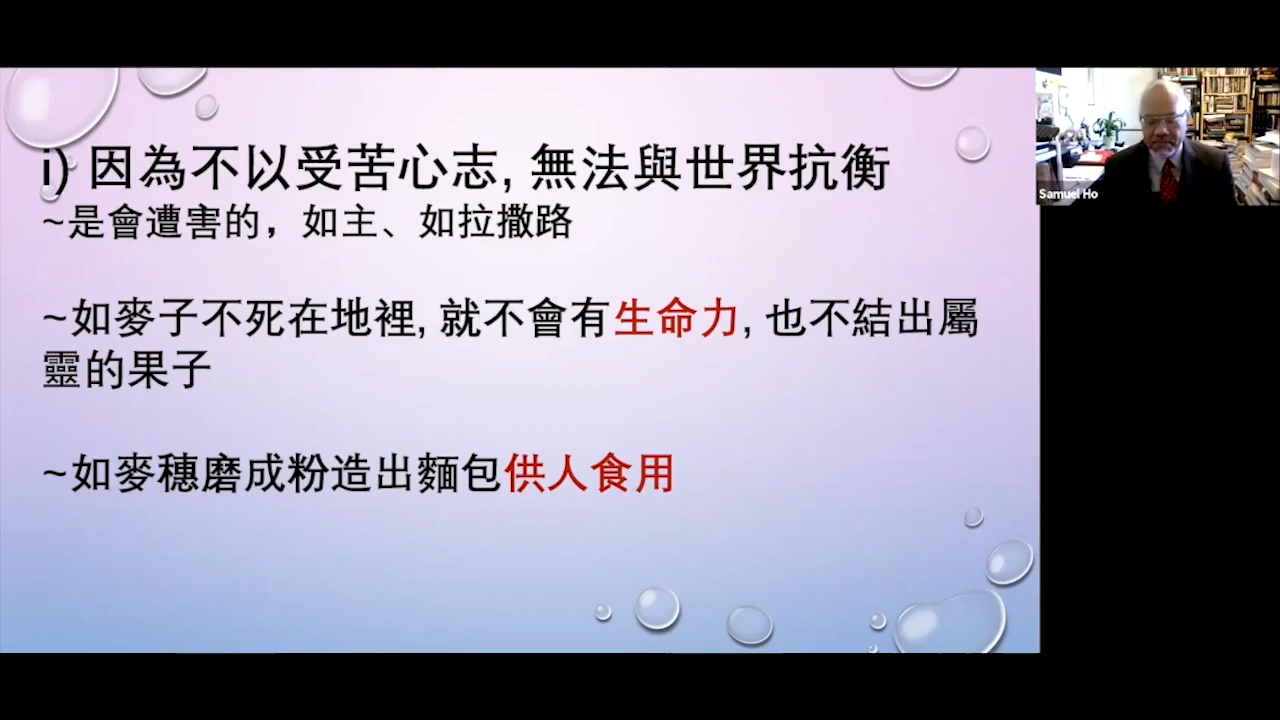 i) 因為不以受苦心志, 無法與世界抗衡
~是會遭害的，如主、如拉撒路
~如麥子不死在地裡, 就不會有生命力, 也不結出屬
靈的果子
~如麥穗磨成粉造出麵包供人食用
Samuel Ho